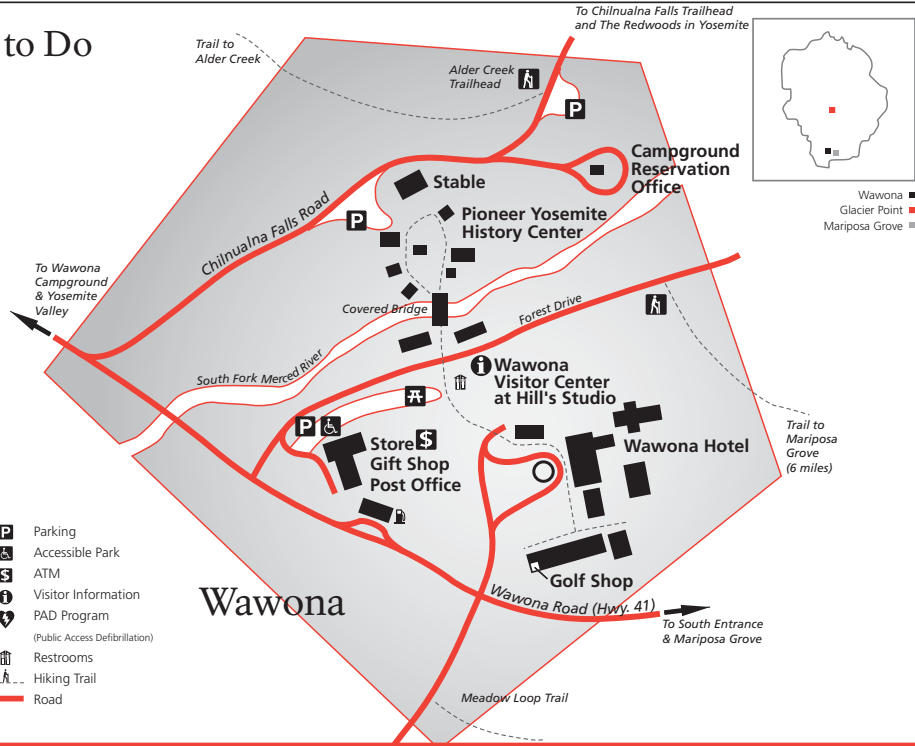 to Do
To Chilnualna Falls Trailhead
and The Redwoods in Yosemite
Trail to
Alder Creek
Alder Creek
Trailhead
P
Campground
Reservation
Office
Wawona
Glacier Point
Mariposa Grove
Stable
P
Pioneer Yosemite
History Center
Chilnualna Falls Road
To Wawona
Campground
& Yosemite
Valley
Covered Bridge
Forest Drive
South Fork Merced River
i
Wawona
Visitor Center
at Hill's Studio
P
Store
$
Gift Shop
Post Office
Wawona Hotel
Trail to
Mariposa
Grove
(6 miles)
Golf Shop
Wawona Road (Hwy. 41)
To South Entrance
& Mariposa Grove
Wawona
Meadow Loop Trail
P Parking
Accessible Park
$ ATM
i Visitor Information
PAD Program
(Public Access Defibrillation)
Restrooms
Hiking Trail
Road